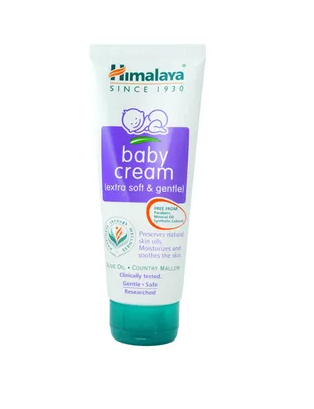 Himalaya
SINCE 1930
baby
cream
(extra soft & gentle)
FREE FROM
Parabens
Mineral Oil
Synthetic Colours
Preserves natural
skin oils.
Moisturizes and
soothes the skin.
OLIVE OIL • COUNTRY MALLOW
Clinically tested.
Gentle • Safe
Researched